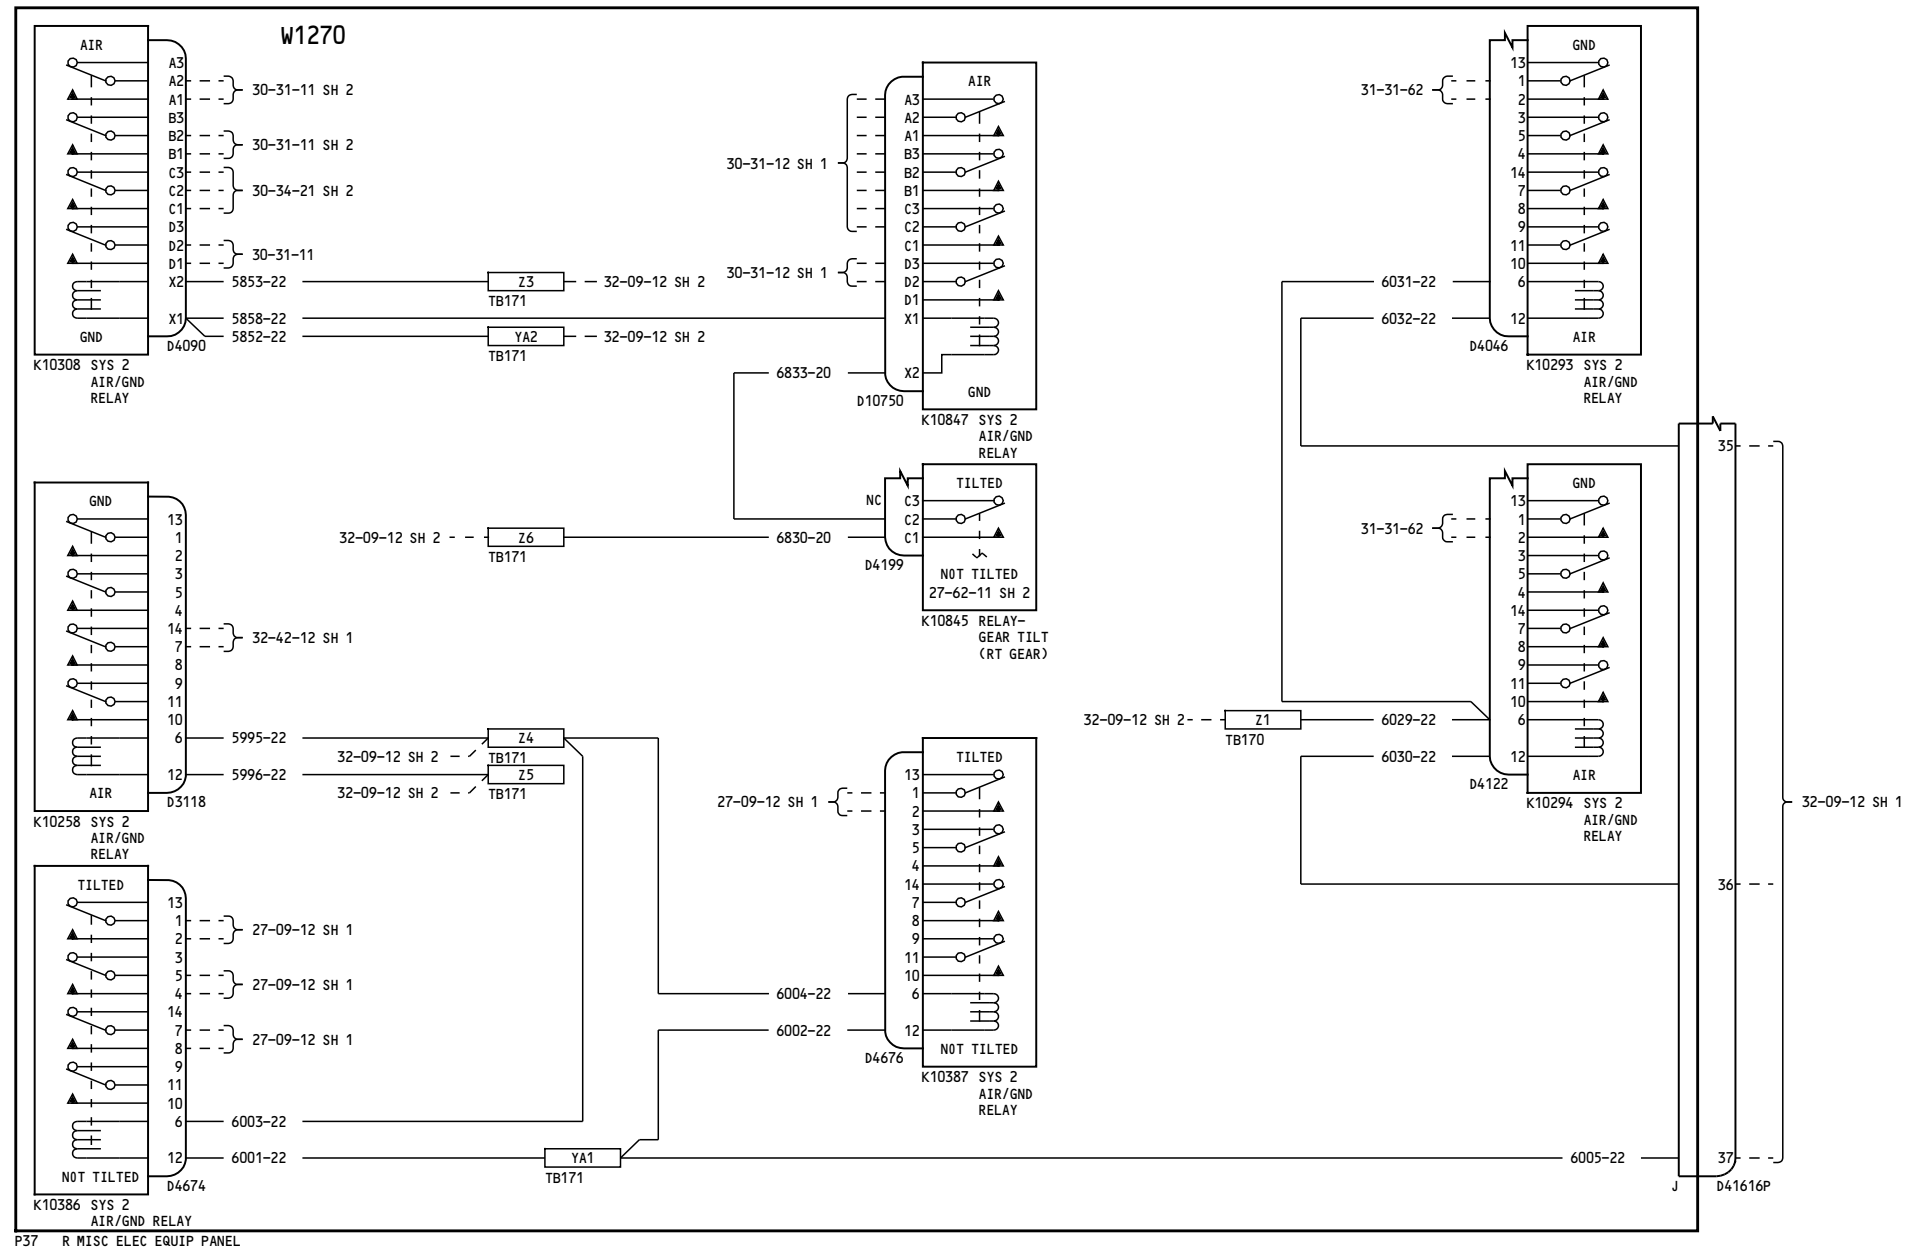 W1270
AIR
A3
A2
A1
30-31-11 SH 2
B3
B2
B1
30-31-11 SH 2
C3
C2
C1
30-34-21 SH 2
D3
D2
D1
30-31-11
X2
5853-22
Z3
TB171
32-09-12 SH 2
X1
5858-22
5852-22
YA2
TB171
32-09-12 SH 2
GND
D4090
K10308 SYS 2
AIR/GND
RELAY
AIR
A3
A2
A1
B3
B2
B1
C3
C2
C1
30-31-12 SH 1
D3
D2
D1
30-31-12 SH 1
X1
X2
6833-20
GND
D10750
K10847 SYS 2
AIR/GND
RELAY
GND
13
1
2
31-31-62
3
5
4
14
7
8
9
11
10
6
6031-22
12
6032-22
AIR
D4046
K10293 SYS 2
AIR/GND
RELAY
GND
13
1
2
3
5
4
14
7
32-42-12 SH 1
8
9
11
10
6
5995-22
Z4
TB171
32-09-12 SH 2
12
5996-22
Z5
TB171
32-09-12 SH 2
AIR
D3118
K10258 SYS 2
AIR/GND
RELAY
TILTED
NC
C3
C2
C1
32-09-12 SH 2
Z6
TB171
6830-20
D4199
NOT TILTED
27-62-11 SH 2
K10845 RELAY-
GEAR TILT
(RT GEAR)
GND
13
1
2
31-31-62
3
5
4
14
7
8
9
11
10
6
32-09-12 SH 2
Z1
TB170
6029-22
12
6030-22
AIR
D4122
K10294 SYS 2
AIR/GND
RELAY
35
36
37
32-09-12 SH 1
J
D41616P
TILTED
13
1
2
27-09-12 SH 1
3
5
4
27-09-12 SH 1
14
7
8
27-09-12 SH 1
9
11
10
6
6003-22
12
6001-22
YA1
TB171
6005-22
NOT TILTED
D4674
K10386 SYS 2
AIR/GND RELAY
TILTED
13
1
2
27-09-12 SH 1
3
5
4
14
7
8
9
11
10
6
6004-22
12
6002-22
NOT TILTED
D4676
K10387 SYS 2
AIR/GND
RELAY
P37 R MISC ELEC EQUIP PANEL